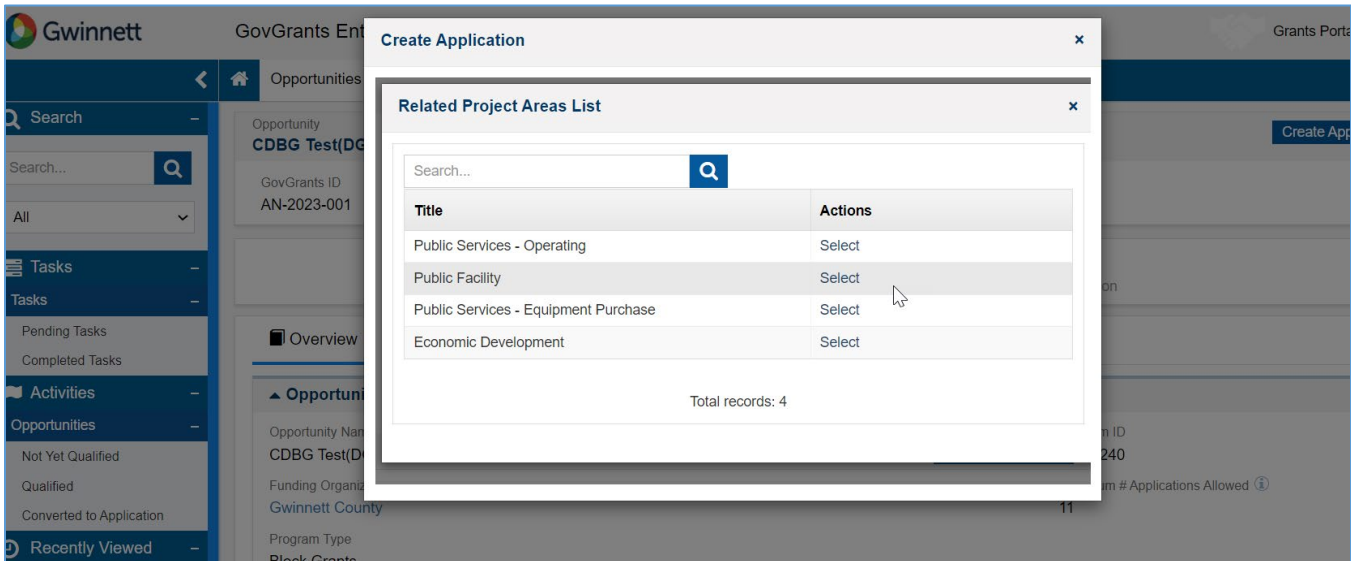 Gwinnett
GovGrants Ent
Create Application
×
Grants Porta
Opportunities
Related Project Areas List
×
Search
Opportunity
CDBG Test(DG
Create App
Search...
Search...
GovGrants ID
AN-2023-001
All
Title Actions
Public Services - Operating Select
Tasks
Public Facility Select
on
Tasks
Public Services - Equipment Purchase Select
Pending Tasks
Overview
Economic Development Select
Completed Tasks
Activities
Opportuni
Total records: 4
Opportunities
Opportunity Nam
m ID
Not Yet Qualified
CDBG Test(D
240
Qualified
Funding Organiz
um # Applications Allowed
Converted to Application
Gwinnett County
11
Recently Viewed
Program Type
Block Grants